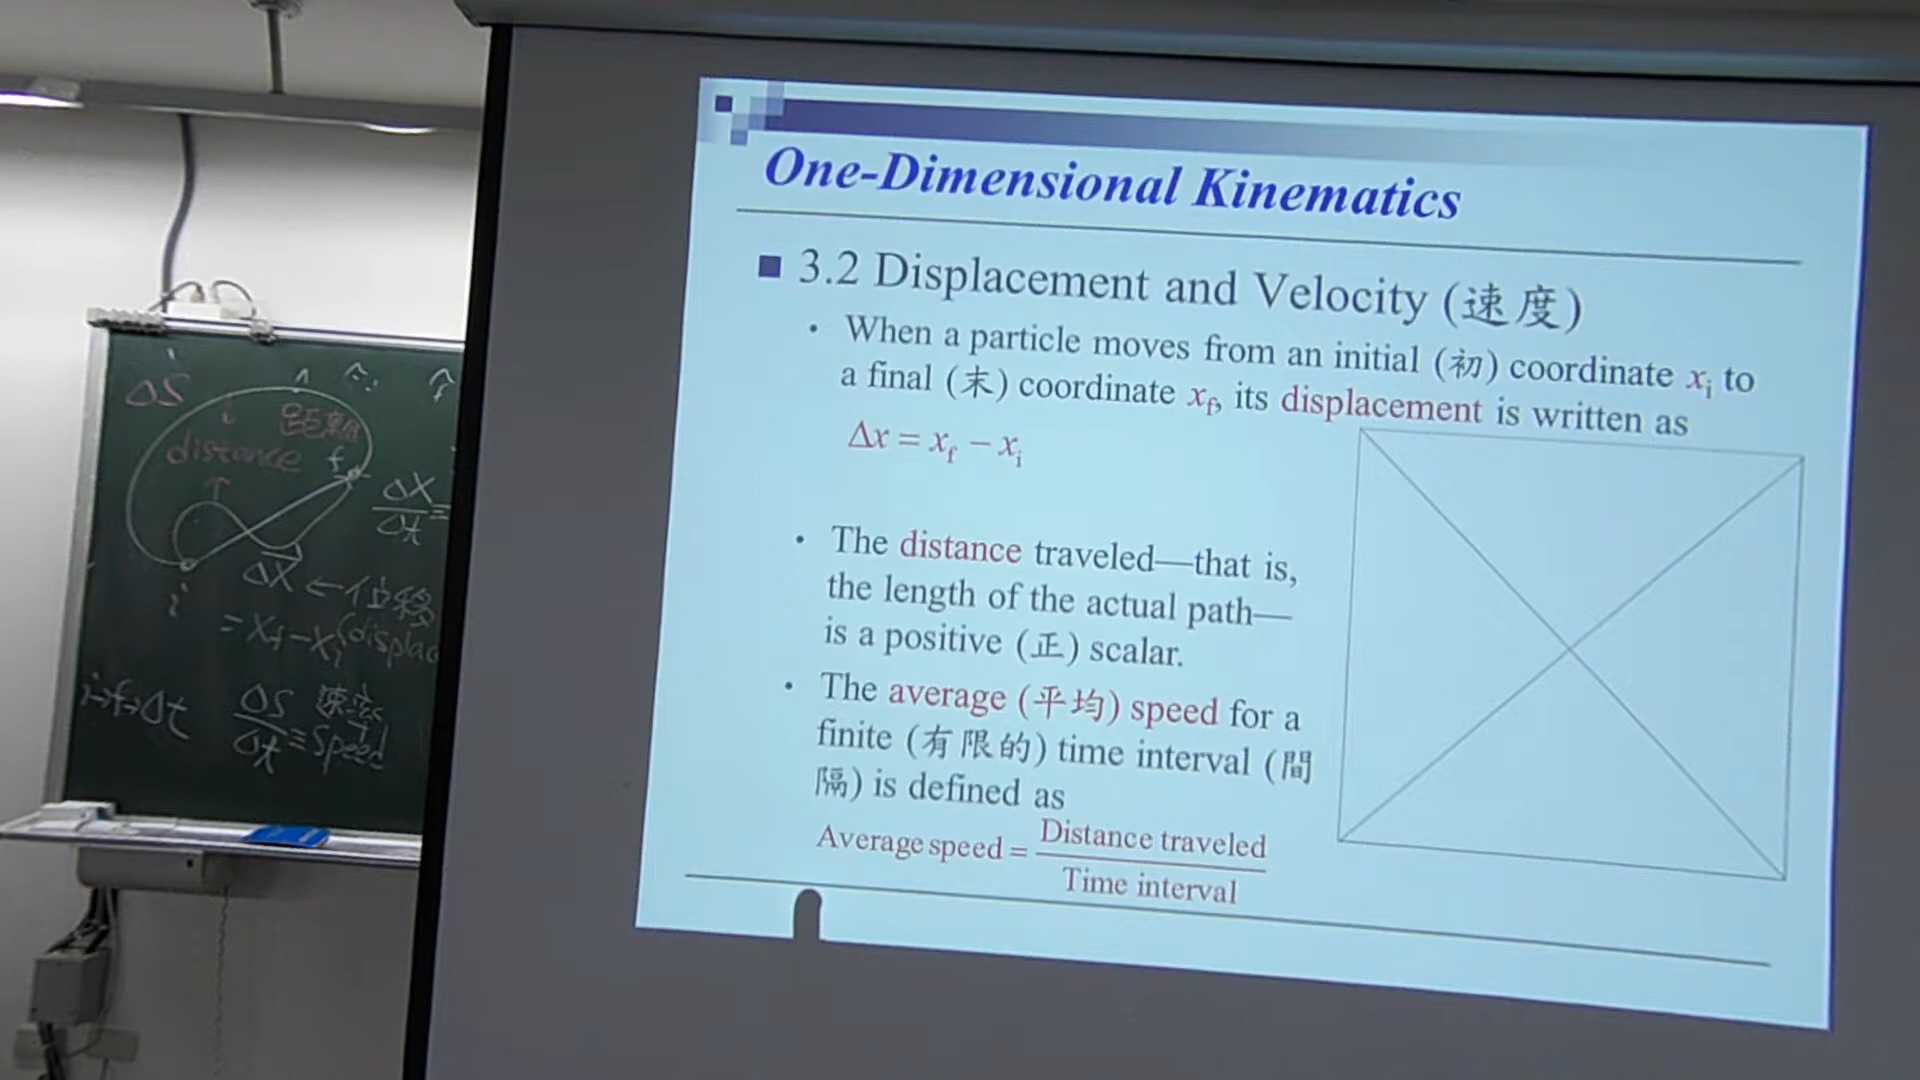 One-Dimensional Kinematics
3.2 Displacement and Velocity (速度)
• When a particle moves from an initial (初) coordinate xi to
a final (末) coordinate xf, its displacement is written as
Δx = xf − xi
• The distance traveled—that is,
the length of the actual path—
is a positive (正) scalar.
• The average (平均) speed for a
finite (有限的) time interval (間
隔) is defined as
Average speed = Distance traveled
Time interval
ΔS
i
距離
distance
f
ΔX
Δt =
i
ΔX ← 位移
= Xf − Xi (displac
i→f→Δt
ΔS 速率
Δt ≡ Speed